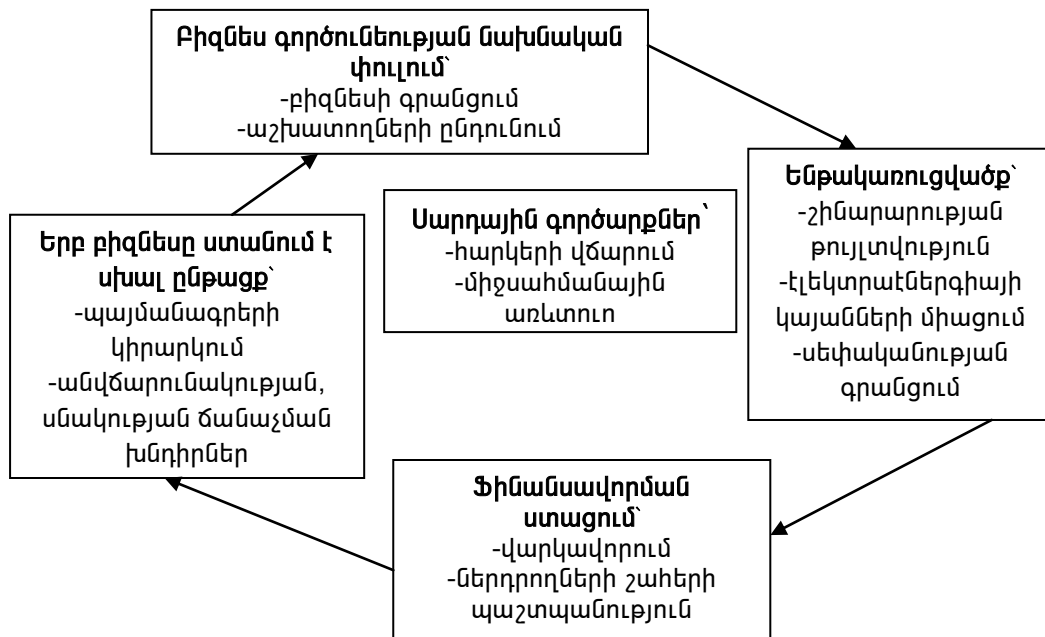 Բիզնես գործունեության նախնական
փուլում՝
-բիզնեսի գրանցում
-աշխատողների ընդունում
Ենթակառուցվածք՝
-շինարարության
թույլտվություն
-էլեկտրաէներգիայի
կայանների միացում
-սեփականության
գրանցում
Սարդային գործարքներ՝
-հարկերի վճարում
-միջսահմանային
առևտուո
Երբ բիզնեսը ստանում է
սխալ ընթացք՝
-պայմանագրերի
կիրարկում
-անվճարունակության,
սնակության ճանաչման
խնդիրներ
Ֆինանսավորման
ստացում՝
-վարկավորում
-ներդրողների շահերի
պաշտպանություն